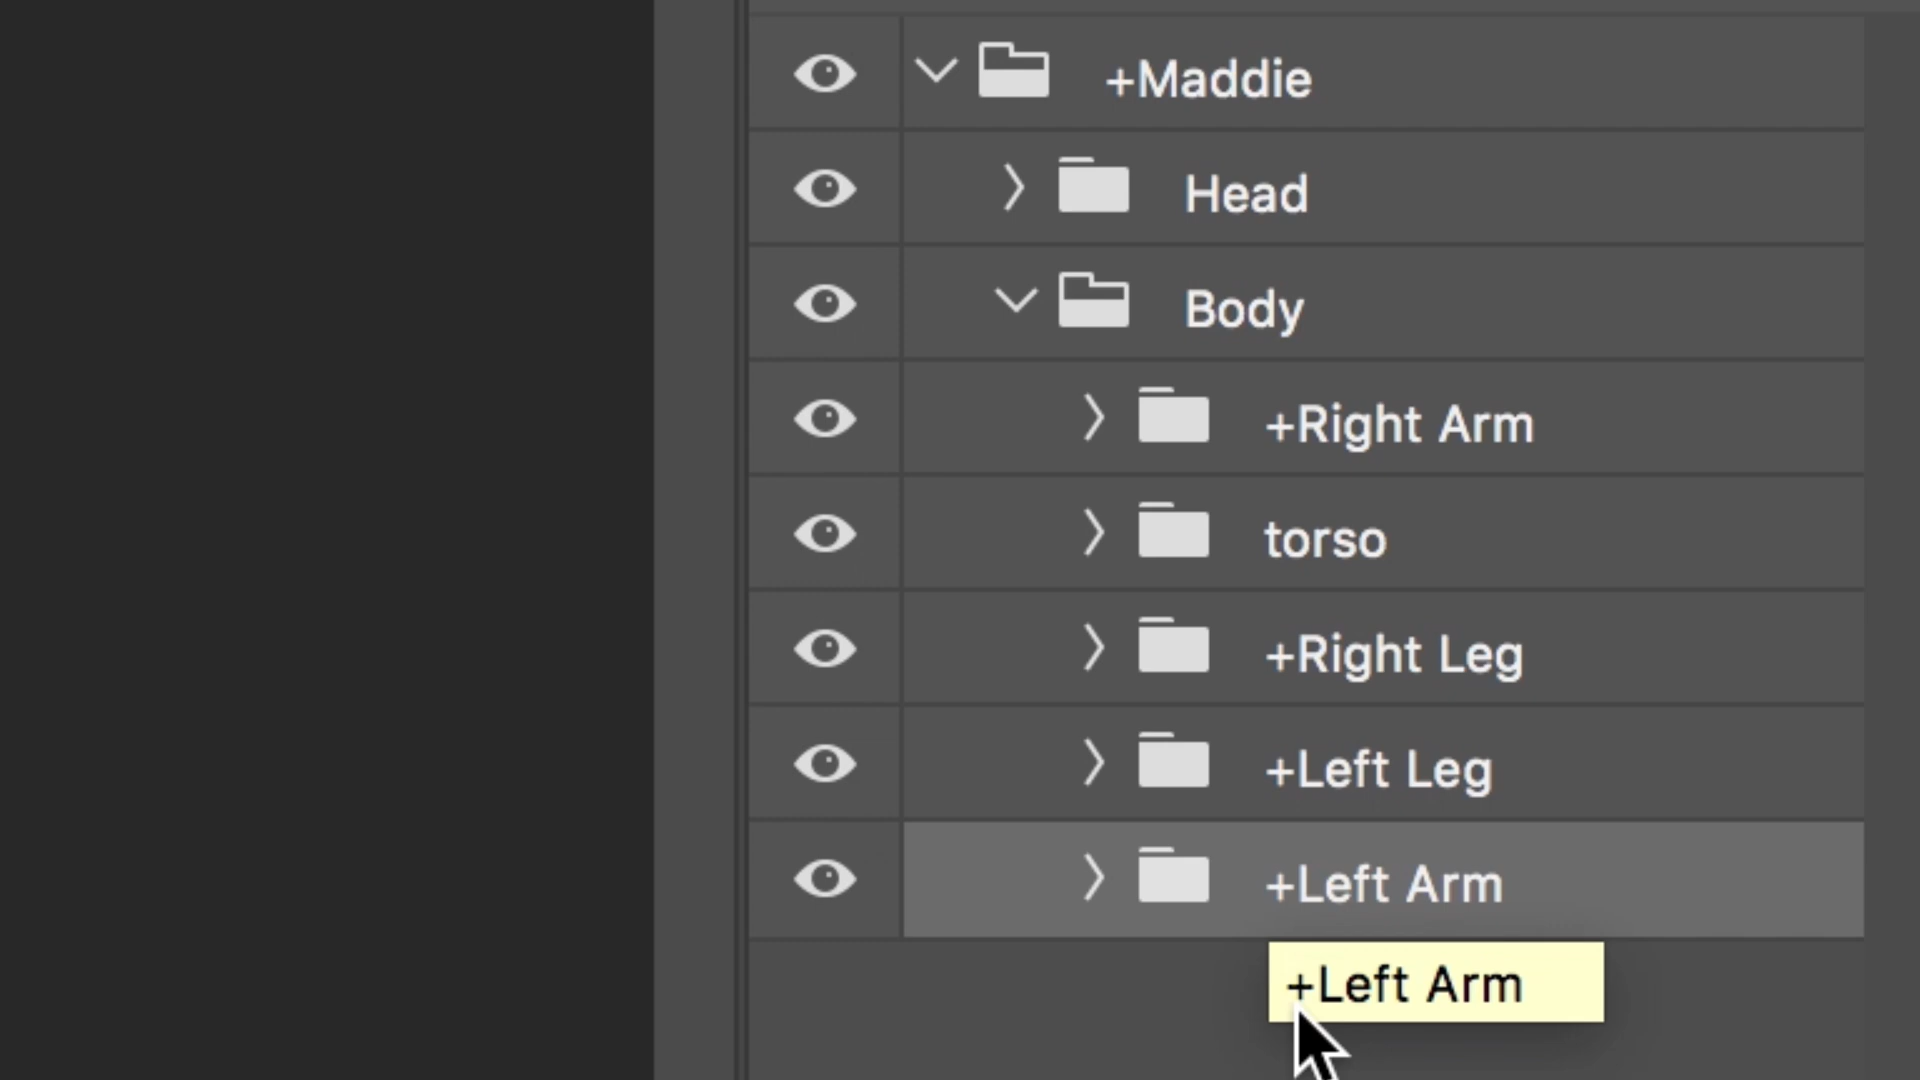 +Maddie
Head
Body
+Right Arm
torso
+Right Leg
+Left Leg
+Left Arm
+Left Arm